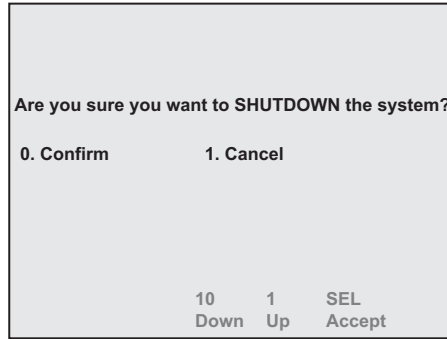 Are you sure you want to SHUTDOWN the system?
0. Confirm 1. Cancel
10 1 SEL
Down Up Accept